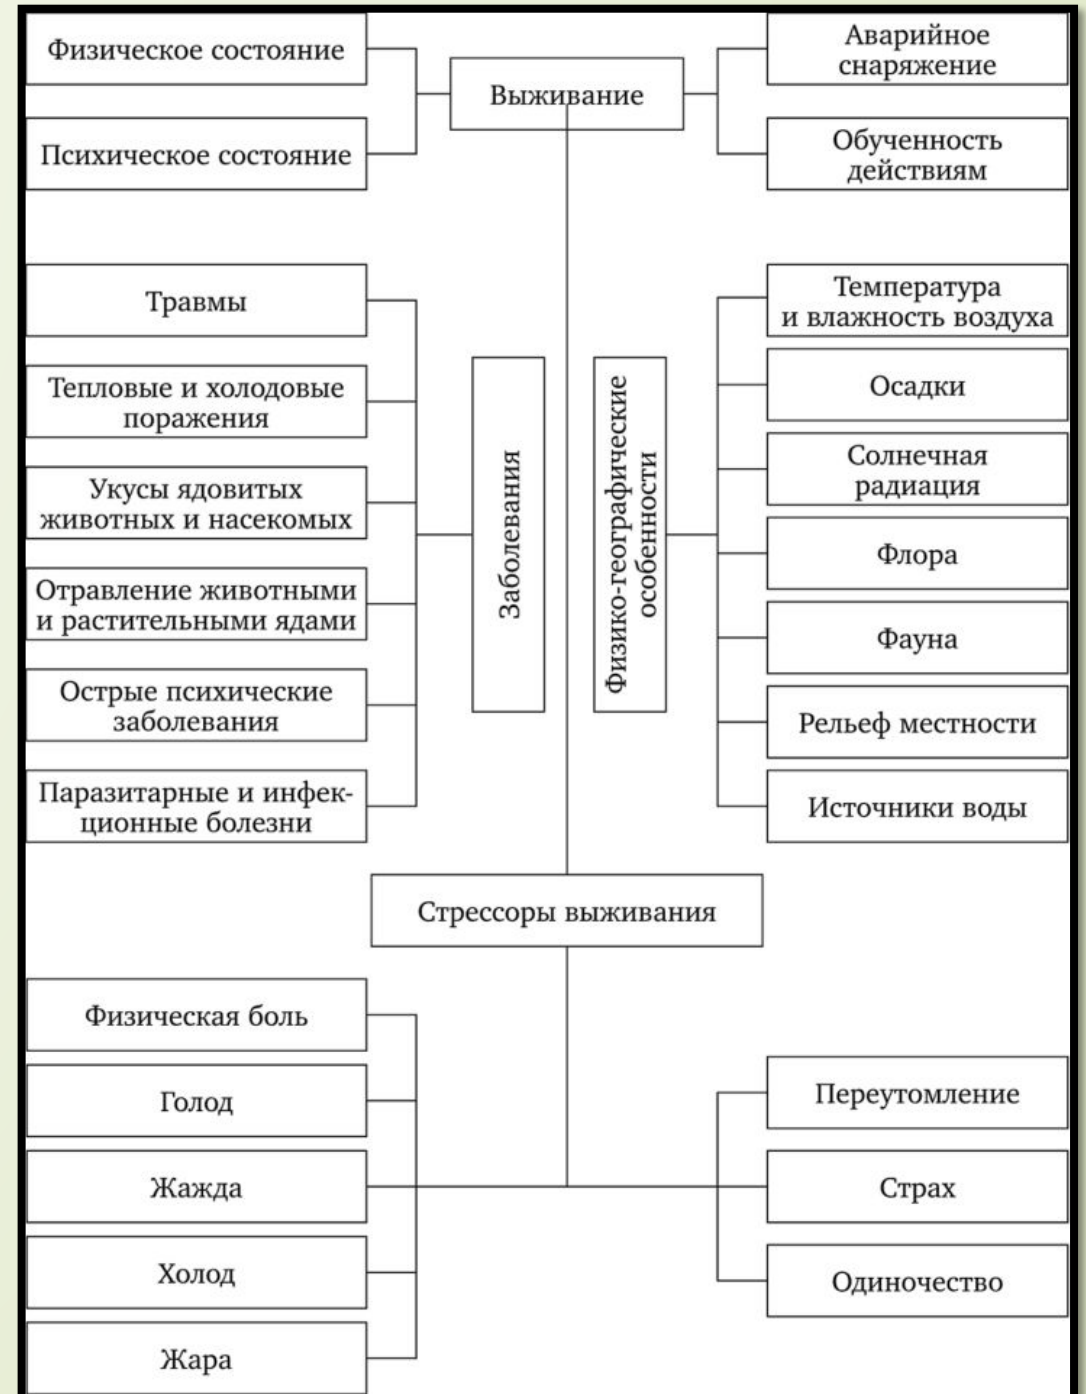 Физическое состояние
Психическое состояние
Выживание
Аварийное
снаряжение
Обученность
действиям
Травмы
Тепловые и холодовые
поражения
Укусы ядовитых
животных и насекомых
Отравление животными
и растительными ядами
Острые психические
заболевания
Паразитарные и инфек-
ционные болезни
Заболевания
Физико-географические
особенности
Температура
и влажность воздуха
Осадки
Солнечная
радиация
Флора
Фауна
Рельеф местности
Источники воды
Стрессоры выживания
Физическая боль
Голод
Жажда
Холод
Жара
Переутомление
Страх
Одиночество